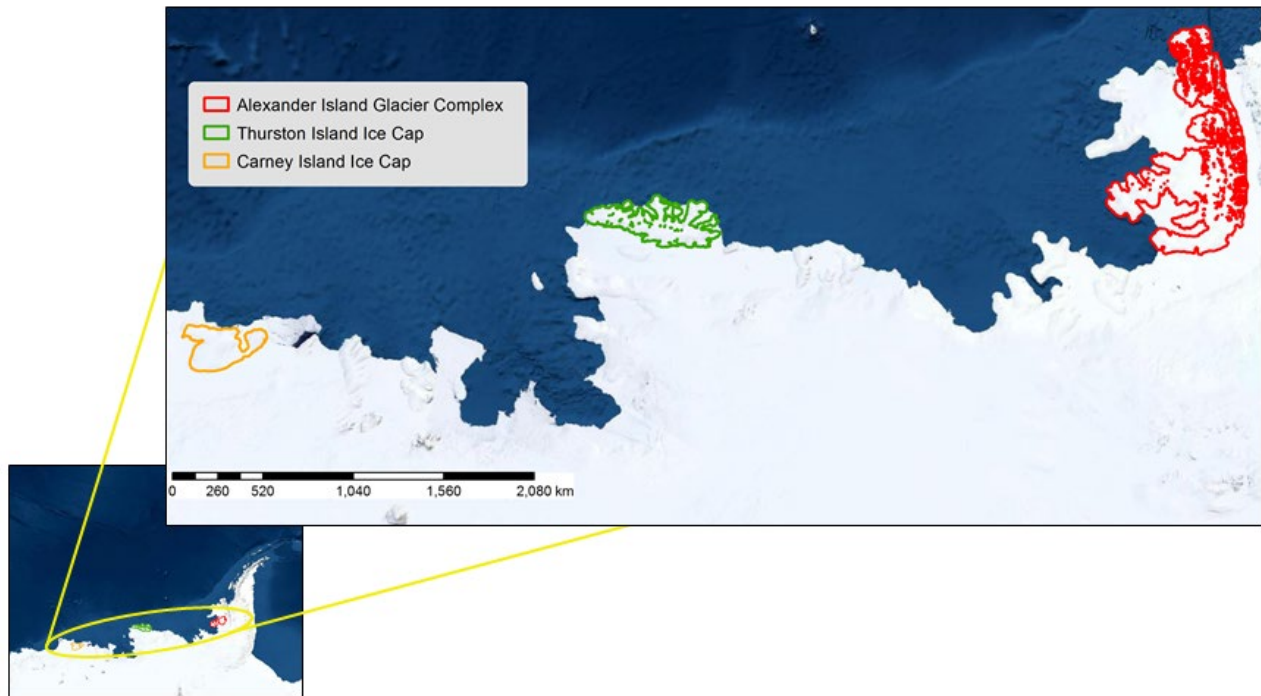 Alexander Island Glacier Complex
Thurston Island Ice Cap
Carney Island Ice Cap
0 260 520 1,040 1,560 2,080 km